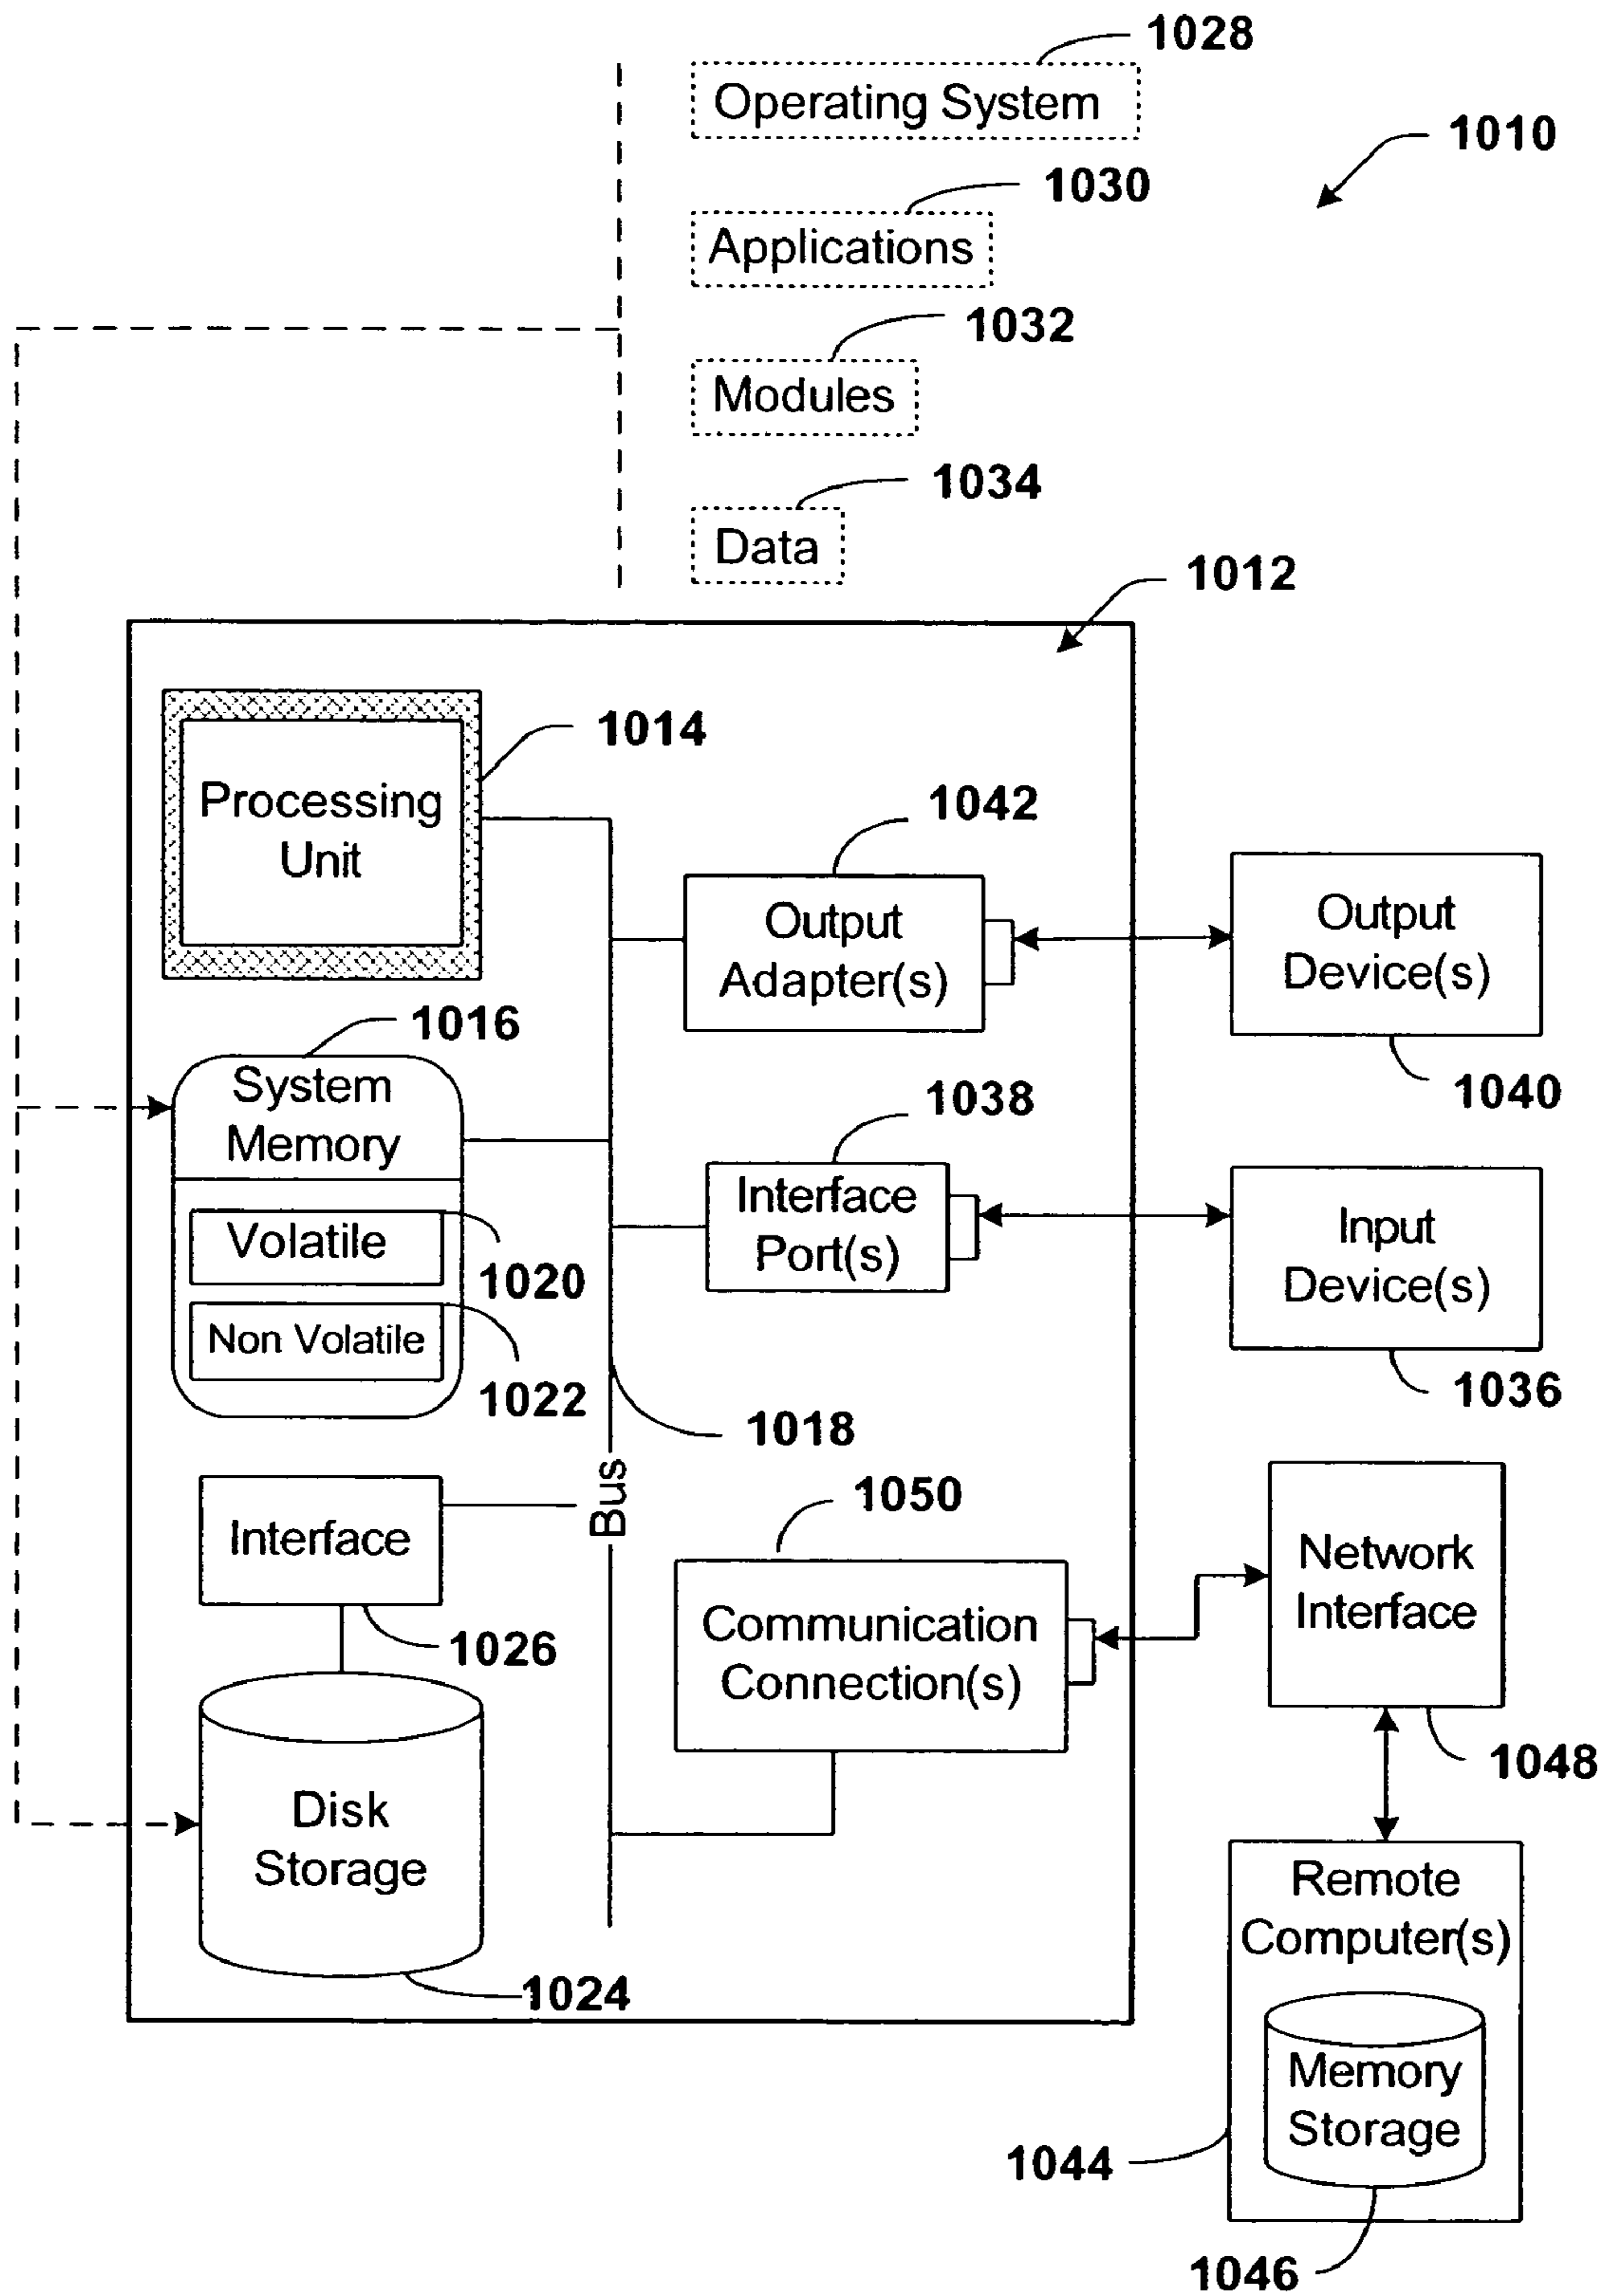 1028
Operating System
1010
1030
Applications
1032
Modules
1034
Data
1012
1014
Processing
Unit
1042
Output
Adapter(s)
Output
Device(s)
1040
1016
System
Memory
1038
Interface
Port(s)
Input
Device(s)
1036
Volatile
1020
Non Volatile
1022
1018
Bus
1050
Interface
1026
Communication
Connection(s)
Network
Interface
1048
Disk
Storage
1024
Remote
Computer(s)
Memory
Storage
1044
1046